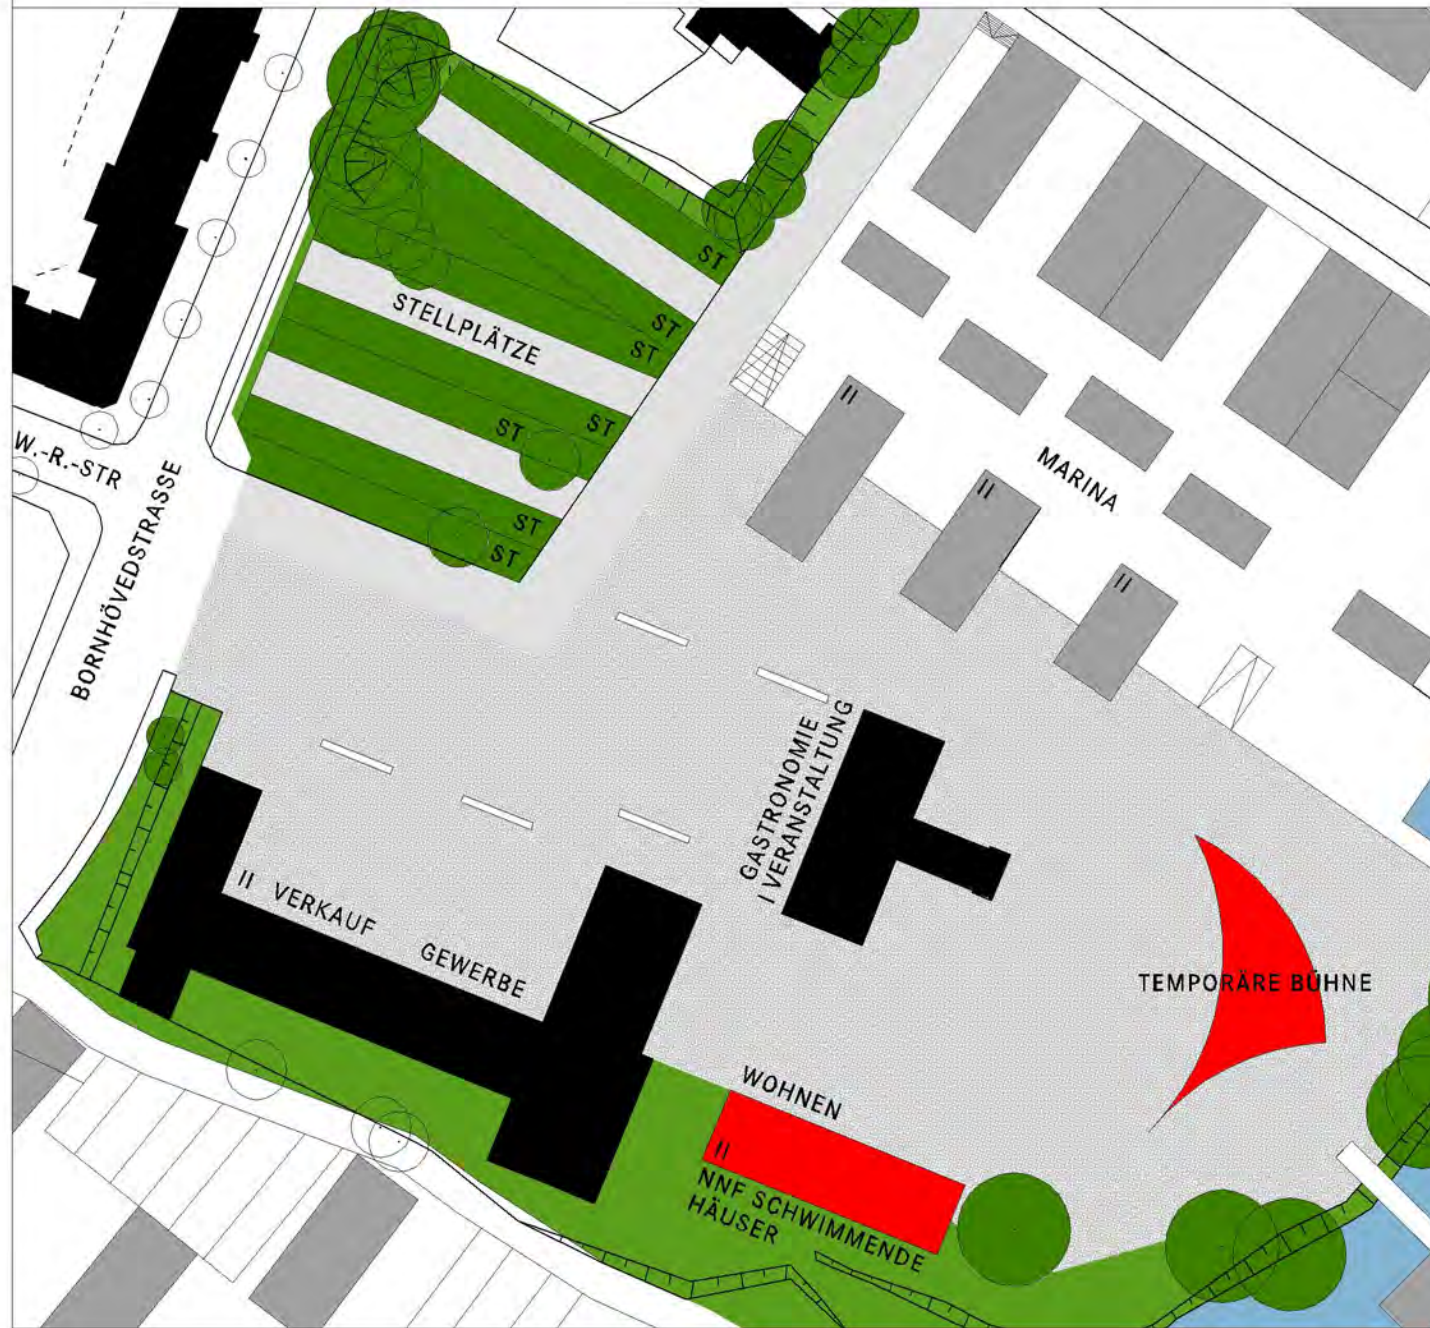 ST
ST
ST
STELLPLÄTZE
ST
ST
ST
ST
W.-R.-STR
BORNHÖVEDSTRASSE
II
II
II
MARINA
GASTRONOMIE
I VERANSTALTUNG
II VERKAUF GEWERBE
TEMPORÄRE BÜHNE
WOHNEN
II
NNF SCHWIMMENDE
HÄUSER